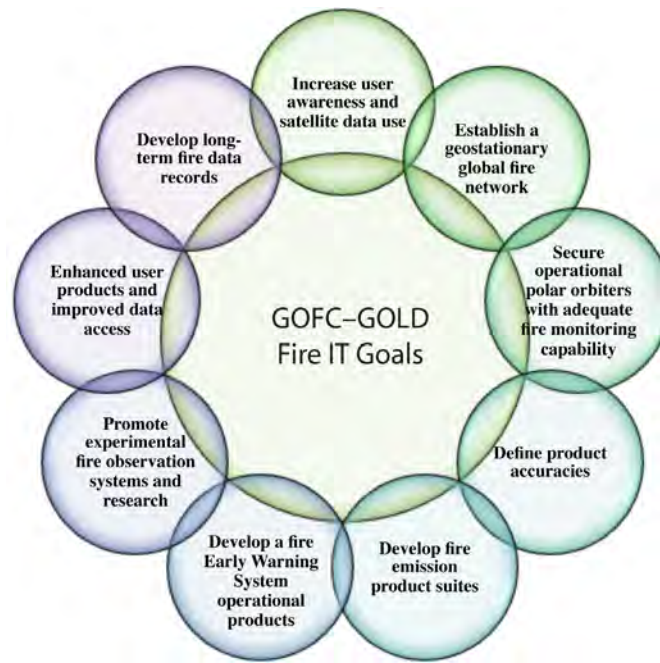 Increase user
awareness and
satellite data use
Establish a
geostationary
global fire
network
Secure
operational
polar orbiters
with adequate
fire monitoring
capability
Define product
accuracies
Develop fire
emission
product suites
Develop a fire
Early Warning
System
operational
products
Promote
experimental
fire observation
systems and
research
Enhanced user
products and
improved data
access
Develop long-
term fire data
records
GOFC–GOLD
Fire IT Goals